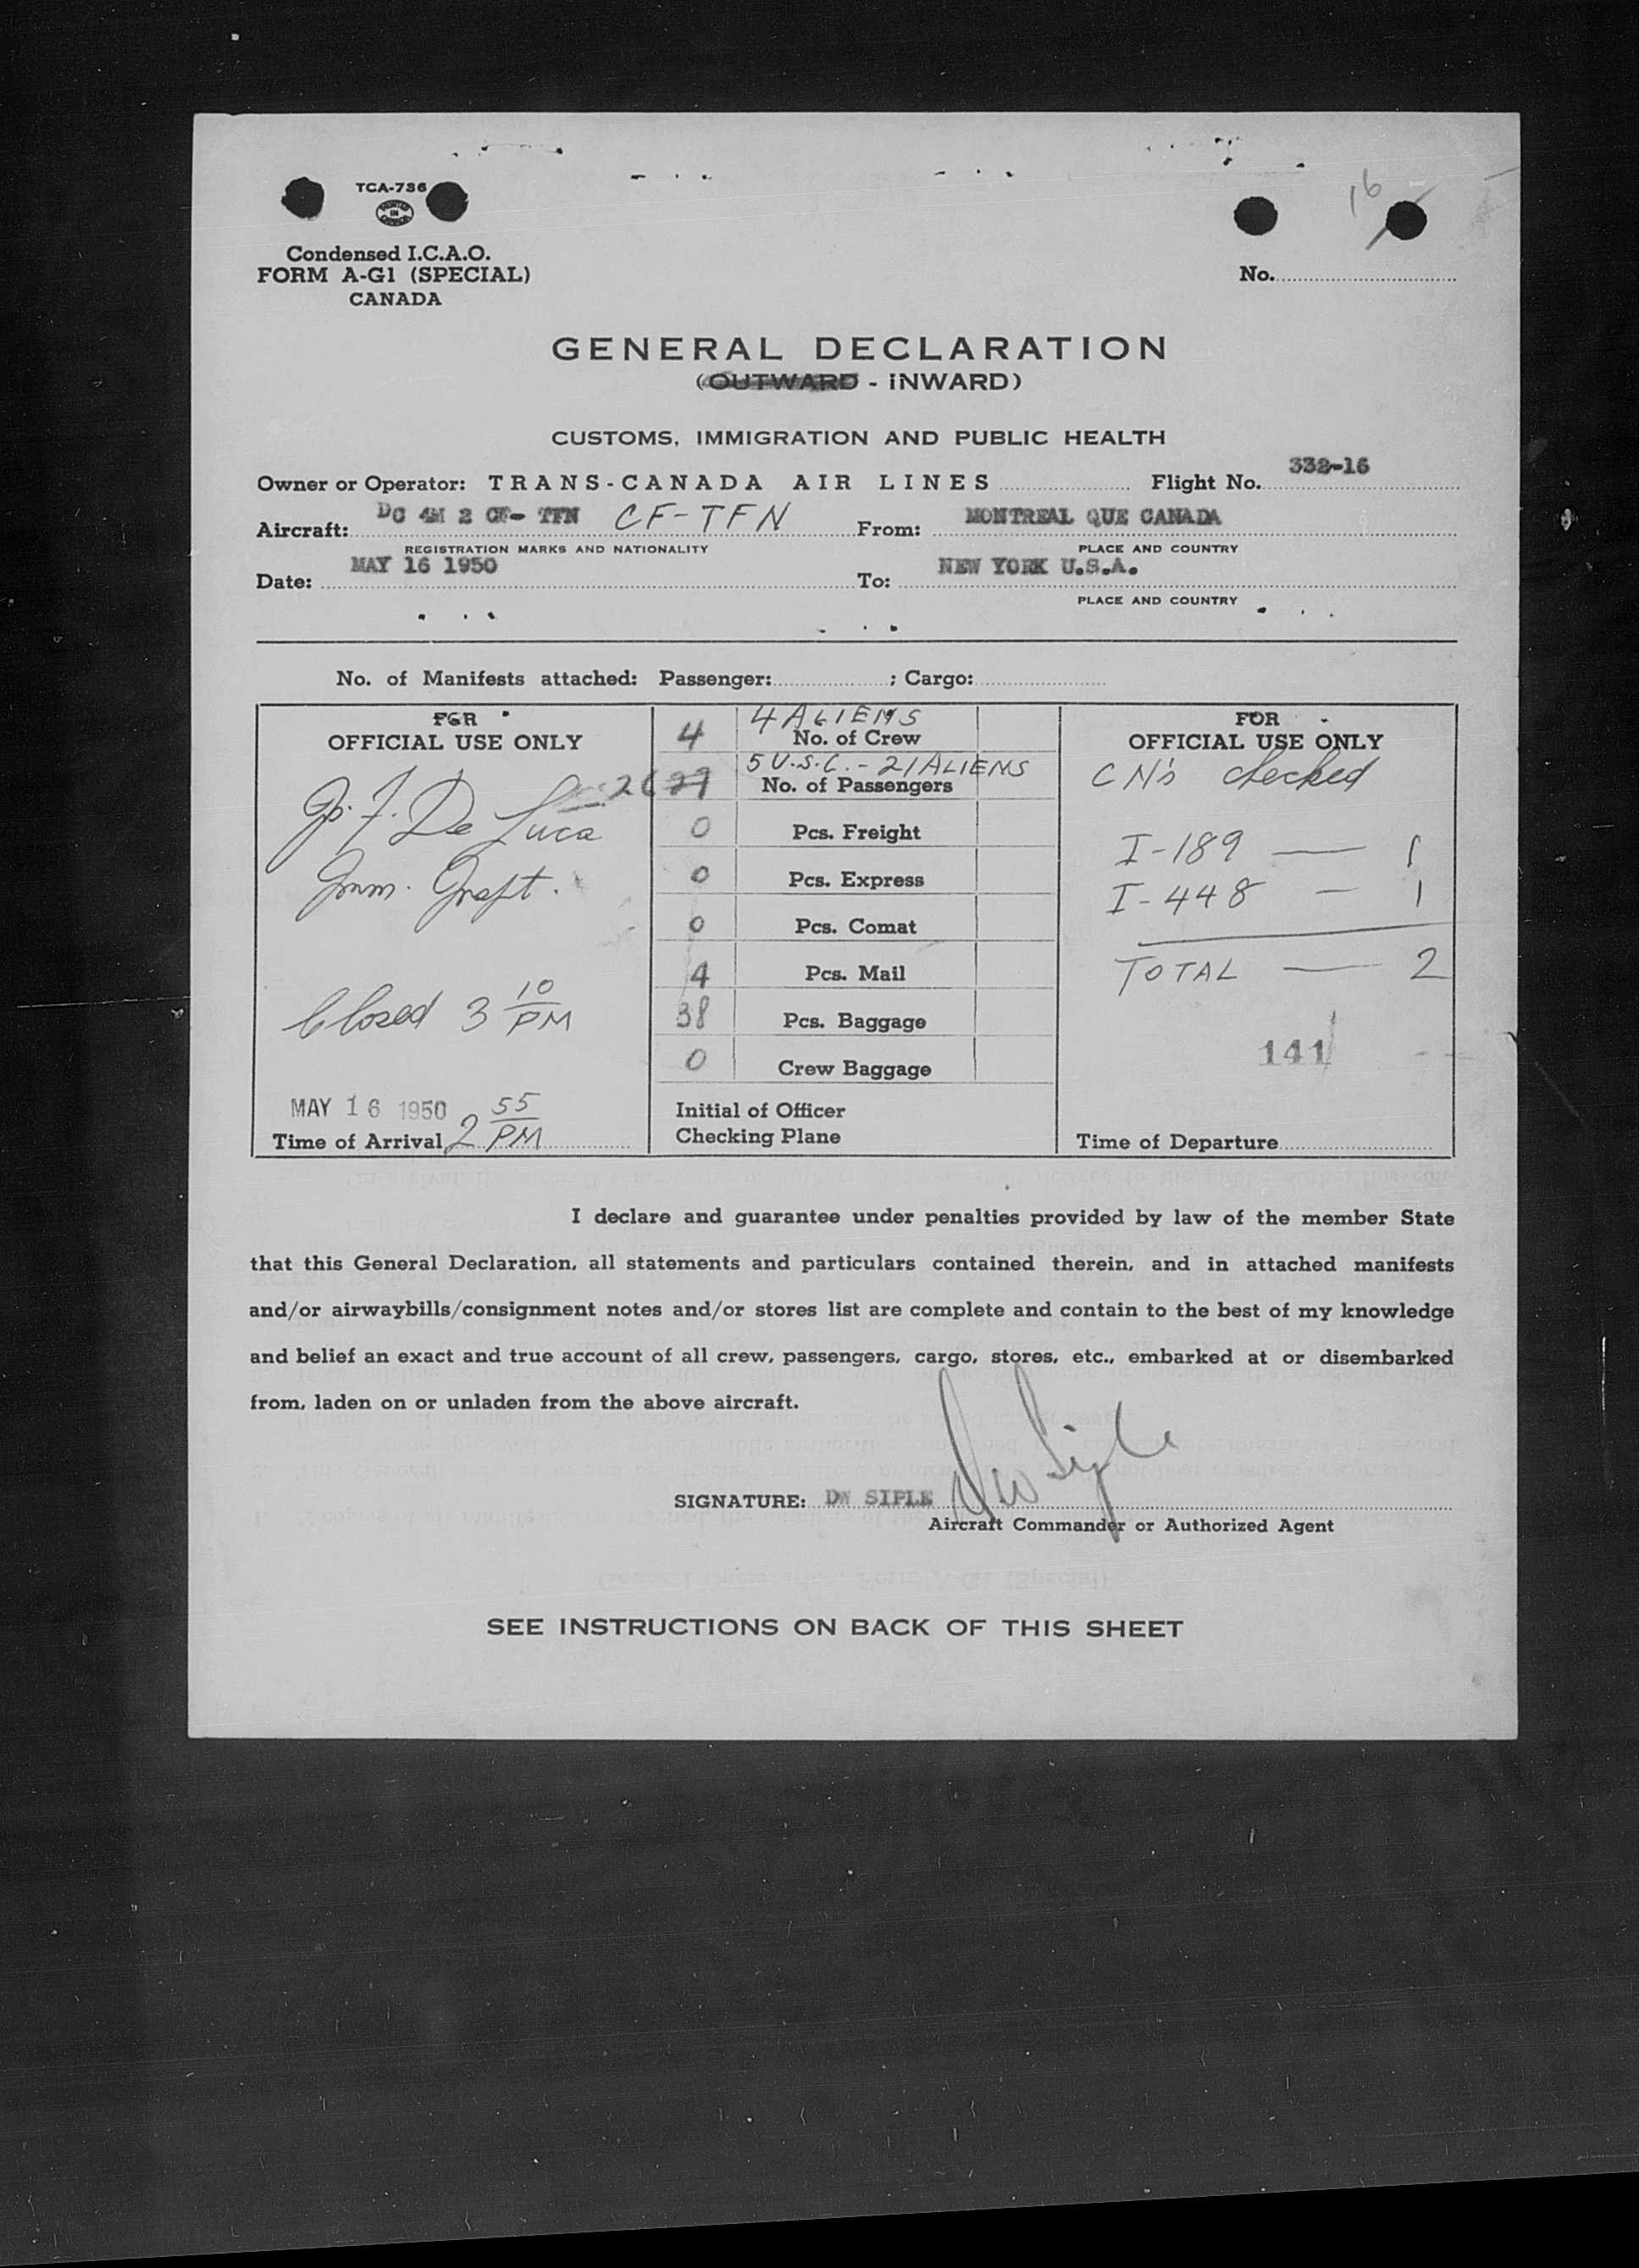 TCA-736
16
Condensed I.C.A.O.
FORM A-G1 (SPECIAL)
CANADA
No.
GENERAL DECLARATION
(OUTWARD - INWARD)
CUSTOMS, IMMIGRATION AND PUBLIC HEALTH
Owner or Operator: TRANS-CANADA AIR LINES Flight No. 332-16
Aircraft: DC 4M 2 CF- TFN CF-TFN From: MONTREAL QUE CANADA
REGISTRATION MARKS AND NATIONALITY PLACE AND COUNTRY
Date: MAY 16 1950 To: NEW YORK U.S.A.
PLACE AND COUNTRY
No. of Manifests attached: Passenger: ; Cargo:
FOR
OFFICIAL USE ONLY
De Luca
Imm. Inspt.
Closed 3 10 PM
MAY 16 1950
Time of Arrival 2 55 PM
4 4 ALIENS
No. of Crew
26 5 U.S.C. - 21 ALIENS
No. of Passengers
0 Pcs. Freight
0 Pcs. Express
0 Pcs. Comat
4 Pcs. Mail
38 Pcs. Baggage
0 Crew Baggage
Initial of Officer
Checking Plane
FOR
OFFICIAL USE ONLY
CN's checked
I-189 — 1
I-448 — 1
TOTAL — 2
141
Time of Departure
I declare and guarantee under penalties provided by law of the member State
that this General Declaration, all statements and particulars contained therein, and in attached manifests
and/or airwaybills/consignment notes and/or stores list are complete and contain to the best of my knowledge
and belief an exact and true account of all crew, passengers, cargo, stores, etc., embarked at or disembarked
from, laden on or unladen from the above aircraft.
SIGNATURE: DW SIPLE DW Siple
Aircraft Commander or Authorized Agent
SEE INSTRUCTIONS ON BACK OF THIS SHEET